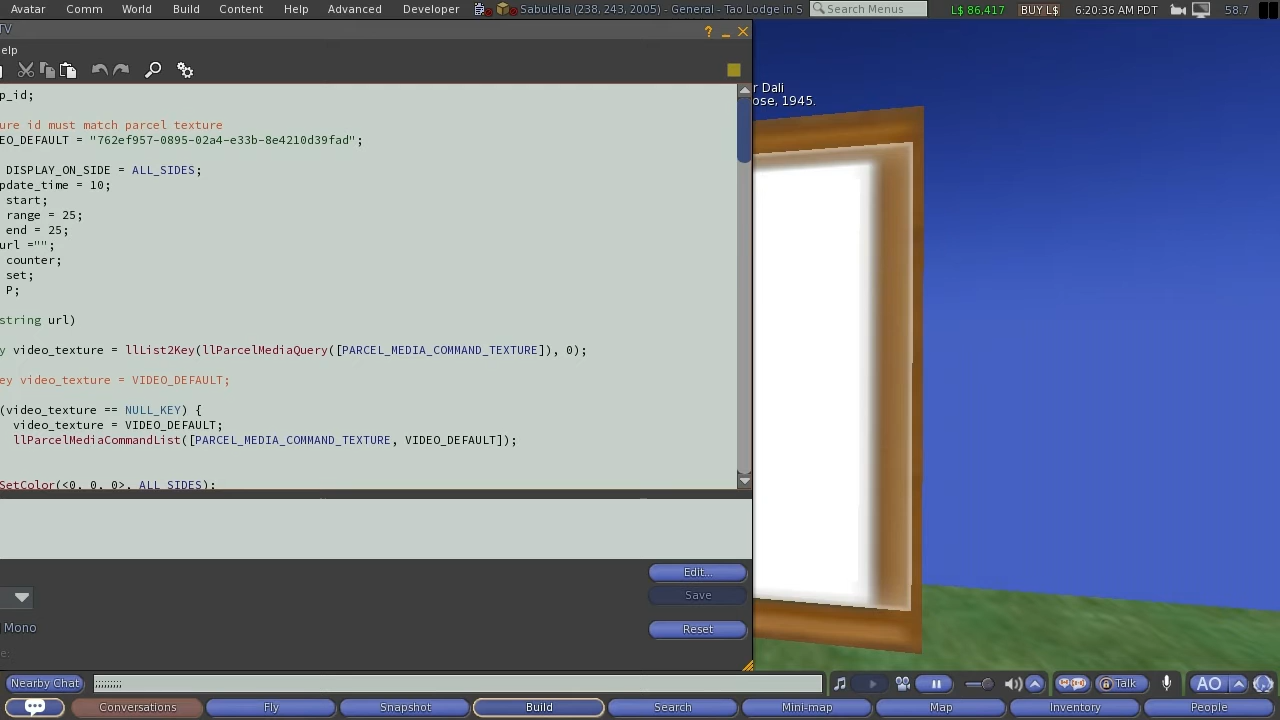 Avatar Comm World Build Content Help Advanced Developer Sabulella (238, 243, 2005) - General - Tao Lodge in S Search Menus L$ 86,417 BUY L$ 6:20:36 AM PDT 58.7
TV
elp
r Dali
ose, 1945.
p_id;
ure id must match parcel texture
EO_DEFAULT = "762ef957-0895-02a4-e33b-8e4210d39fad";
DISPLAY_ON_SIDE = ALL_SIDES;
pdate_time = 10;
start;
range = 25;
end = 25;
url ="";
counter;
set;
P;
string url)
y video_texture = llList2Key(llParcelMediaQuery([PARCEL_MEDIA_COMMAND_TEXTURE]), 0);
ey video_texture = VIDEO_DEFAULT;
(video_texture == NULL_KEY) {
video_texture = VIDEO_DEFAULT;
llParcelMediaCommandList([PARCEL_MEDIA_COMMAND_TEXTURE, VIDEO_DEFAULT]);
SetColor(<0, 0, 0>, ALL_SIDES);
Edit...
Save
Mono
Reset
e:
Nearby Chat ;;;;;;;;; Talk AO
Conversations Fly Snapshot Build Search Mini-map Map Inventory People